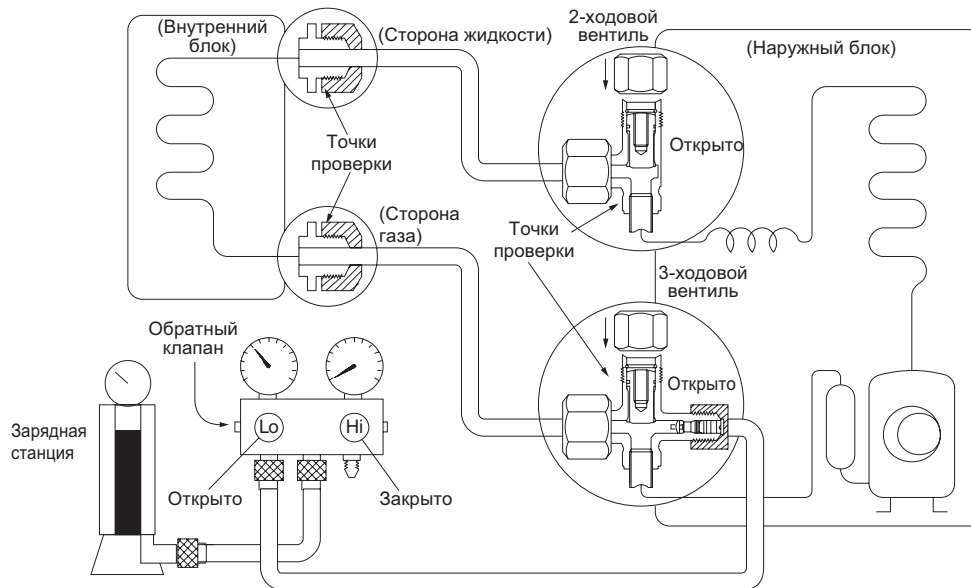 (Внутренний
блок)
(Сторона жидкости)
2-ходовой
вентиль
(Наружный блок)
Точки
проверки
Открыто
(Сторона
газа)
Точки
проверки
3-ходовой
вентиль
Обратный
клапан
Открыто
Зарядная
станция
Lo
Hi
Открыто
Закрыто